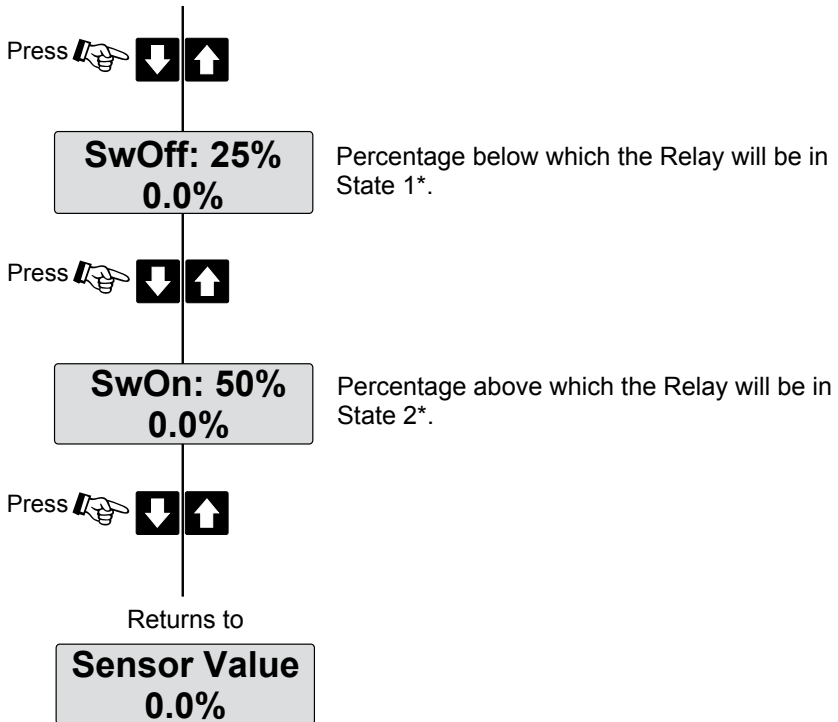 Press
SwOff: 25%
0.0%
Percentage below which the Relay will be in
State 1*.
Press
SwOn: 50%
0.0%
Percentage above which the Relay will be in
State 2*.
Press
Returns to
Sensor Value
0.0%